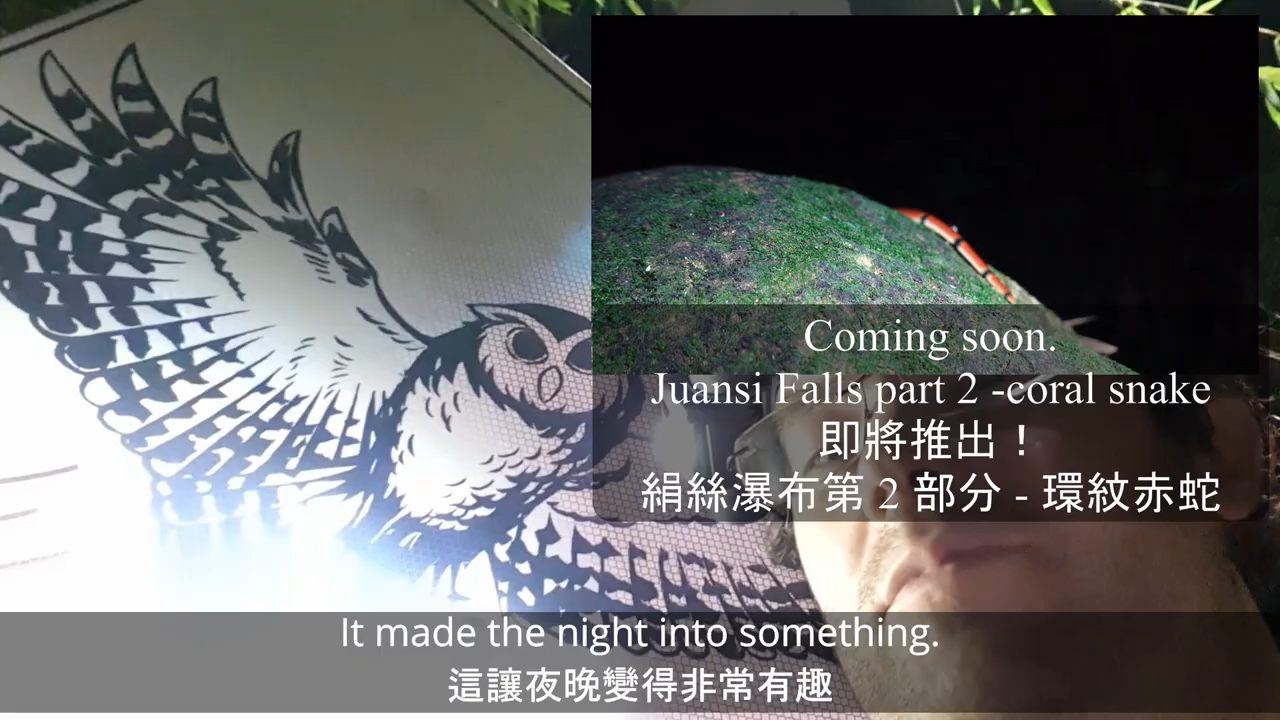 Coming soon.
Juansi Falls part 2 -coral snake
即將推出！
絹絲瀑布第 2 部分 - 環紋赤蛇
It made the night into something.
這讓夜晚變得非常有趣